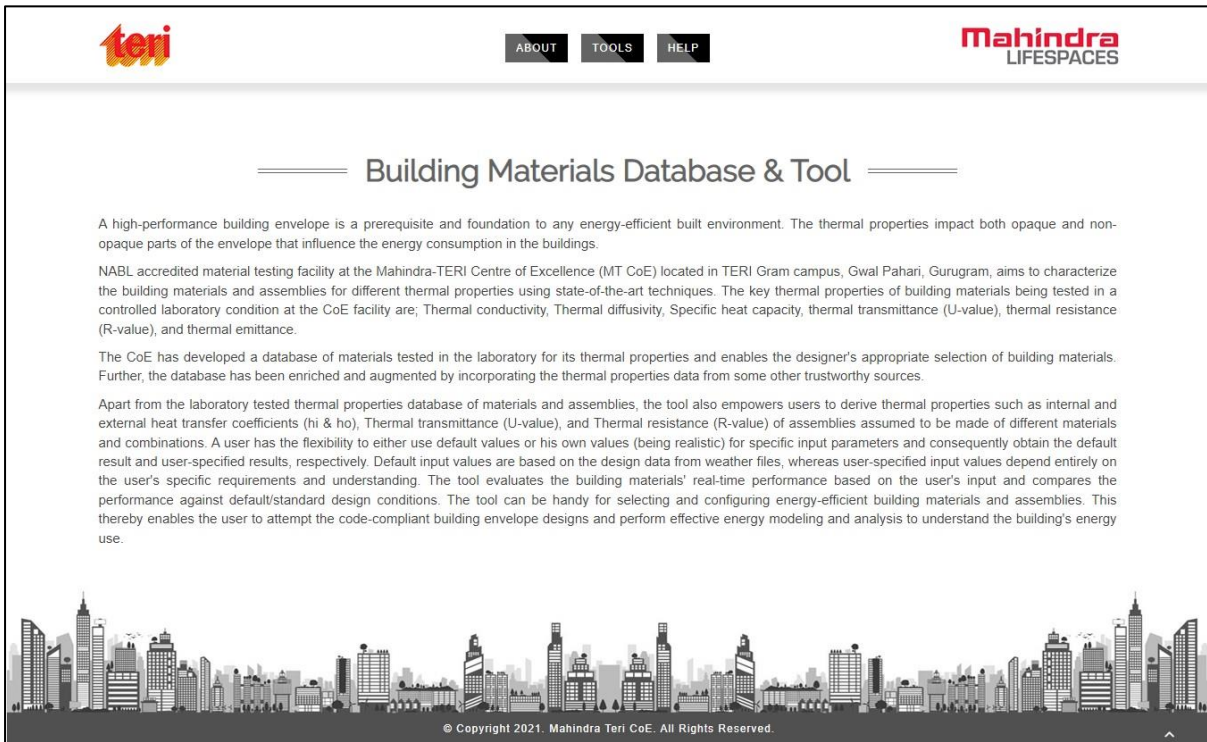 teri
ABOUT TOOLS HELP
Mahindra
LIFESPACES
Building Materials Database & Tool
A high-performance building envelope is a prerequisite and foundation to any energy-efficient built environment. The thermal properties impact both opaque and non-
opaque parts of the envelope that influence the energy consumption in the buildings.
NABL accredited material testing facility at the Mahindra-TERI Centre of Excellence (MT CoE) located in TERI Gram campus, Gwal Pahari, Gurugram, aims to characterize
the building materials and assemblies for different thermal properties using state-of-the-art techniques. The key thermal properties of building materials being tested in a
controlled laboratory condition at the CoE facility are; Thermal conductivity, Thermal diffusivity, Specific heat capacity, thermal transmittance (U-value), thermal resistance
(R-value), and thermal emittance.
The CoE has developed a database of materials tested in the laboratory for its thermal properties and enables the designer's appropriate selection of building materials.
Further, the database has been enriched and augmented by incorporating the thermal properties data from some other trustworthy sources.
Apart from the laboratory tested thermal properties database of materials and assemblies, the tool also empowers users to derive thermal properties such as internal and
external heat transfer coefficients (hi & ho), Thermal transmittance (U-value), and Thermal resistance (R-value) of assemblies assumed to be made of different materials
and combinations. A user has the flexibility to either use default values or his own values (being realistic) for specific input parameters and consequently obtain the default
result and user-specified results, respectively. Default input values are based on the design data from weather files, whereas user-specified input values depend entirely on
the user's specific requirements and understanding. The tool evaluates the building materials' real-time performance based on the user's input and compares the
performance against default/standard design conditions. The tool can be handy for selecting and configuring energy-efficient building materials and assemblies. This
thereby enables the user to attempt the code-compliant building envelope designs and perform effective energy modeling and analysis to understand the building's energy
use.
© Copyright 2021. Mahindra Teri CoE. All Rights Reserved.